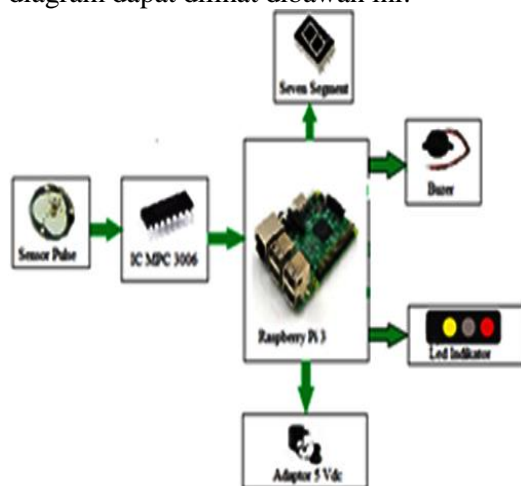 diagram dapat dilihat dibawah ini.
Seven Segment
Buzer
Sensor Pulse
IC MPC 3006
Raspberry Pi 3
Led Indikator
Adaptor 5 Vdc